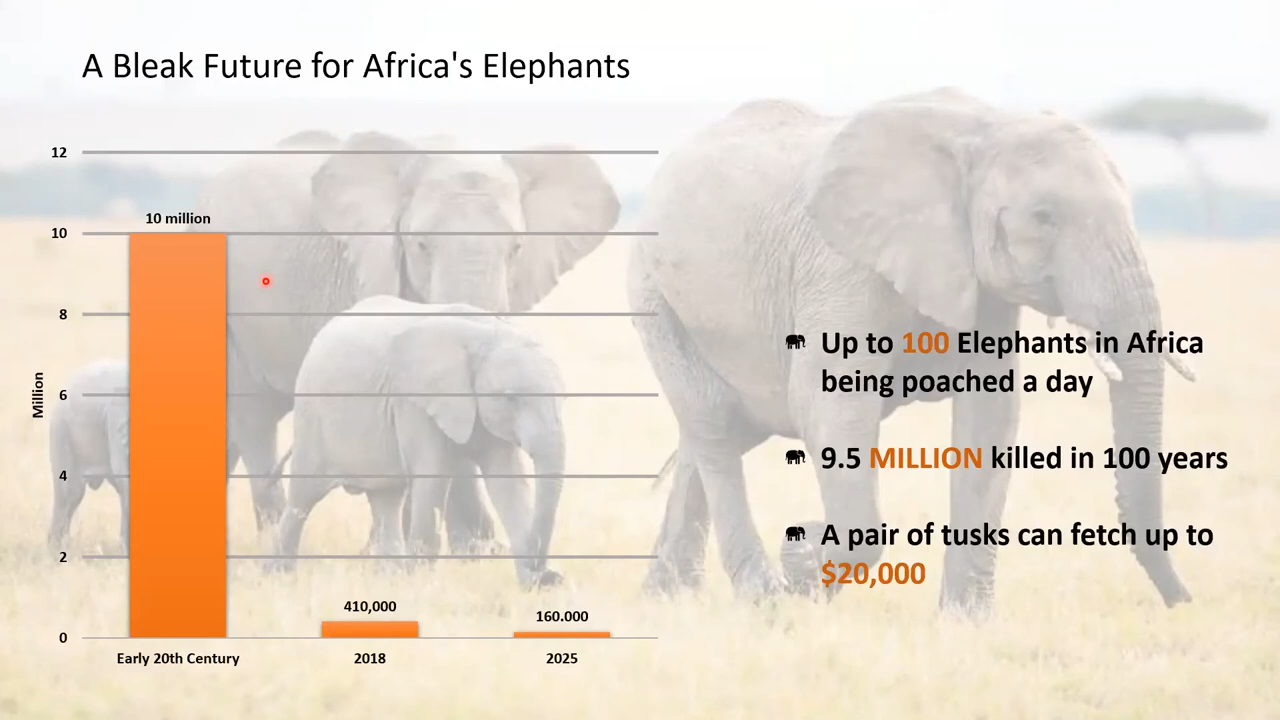 A Bleak Future for Africa's Elephants
12
10 million
10
8
Million
6
4
2
410,000
160.000
0
Early 20th Century
2018
2025
Up to 100 Elephants in Africa
being poached a day
9.5 MILLION killed in 100 years
A pair of tusks can fetch up to
$20,000